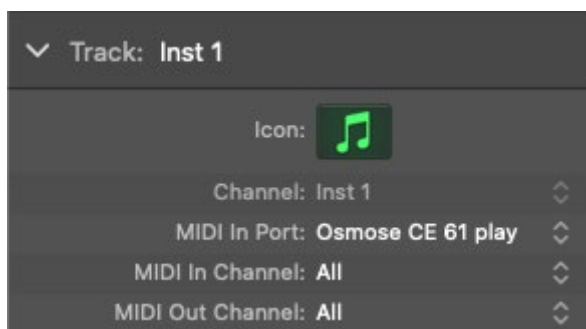 Track: Inst 1
Icon:
Channel: Inst 1
MIDI In Port: Osmose CE 61 play
MIDI In Channel: All
MIDI Out Channel: All